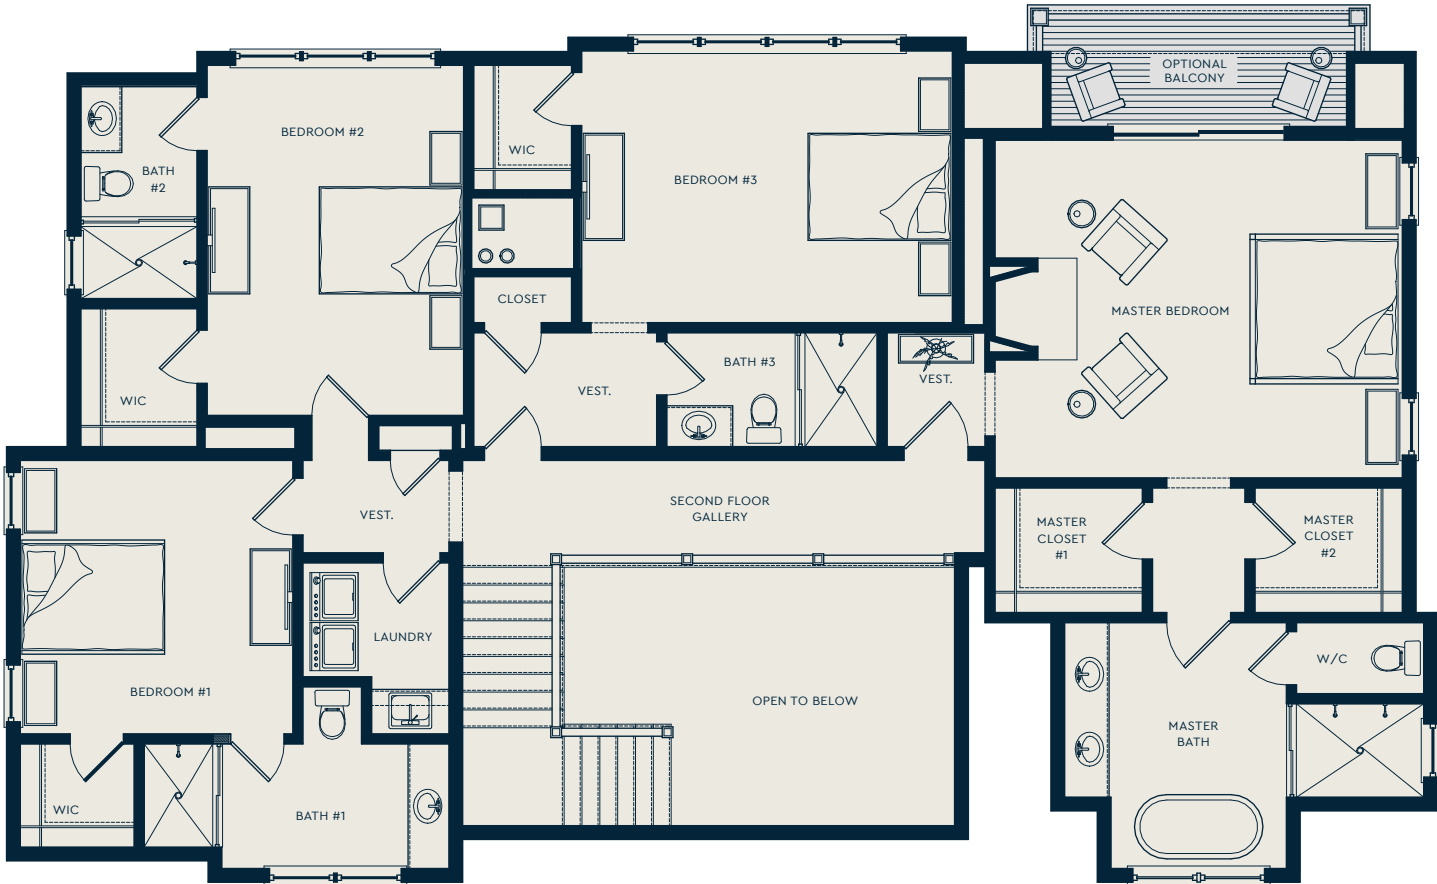 OPTIONAL
BALCONY
BEDROOM #2
WIC
BATH
#2
BEDROOM #3
CLOSET
MASTER BEDROOM
BATH #3
VEST.
VEST.
WIC
SECOND FLOOR
GALLERY
VEST.
MASTER
CLOSET
#1
MASTER
CLOSET
#2
LAUNDRY
W/C
BEDROOM #1
OPEN TO BELOW
MASTER
BATH
WIC
BATH #1